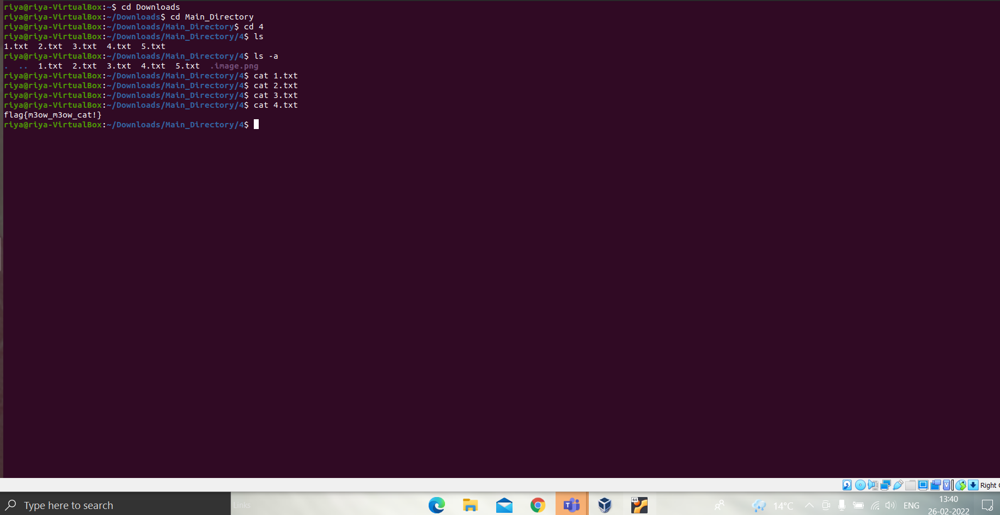 riya@riya-VirtualBox:~$ cd Downloads
riya@riya-VirtualBox:~/Downloads$ cd Main_Directory
riya@riya-VirtualBox:~/Downloads/Main_Directory$ cd 4
riya@riya-VirtualBox:~/Downloads/Main_Directory/4$ ls
1.txt  2.txt  3.txt  4.txt  5.txt
riya@riya-VirtualBox:~/Downloads/Main_Directory/4$ ls -a
.  ..  1.txt  2.txt  3.txt  4.txt  5.txt  .image.png
riya@riya-VirtualBox:~/Downloads/Main_Directory/4$ cat 1.txt
riya@riya-VirtualBox:~/Downloads/Main_Directory/4$ cat 2.txt
riya@riya-VirtualBox:~/Downloads/Main_Directory/4$ cat 3.txt
riya@riya-VirtualBox:~/Downloads/Main_Directory/4$ cat 4.txt
flag{m3ow_m3ow_cat!}
riya@riya-VirtualBox:~/Downloads/Main_Directory/4$
Right
Type here to search
Links
64
14°C
ENG
13:40
26-02-2022